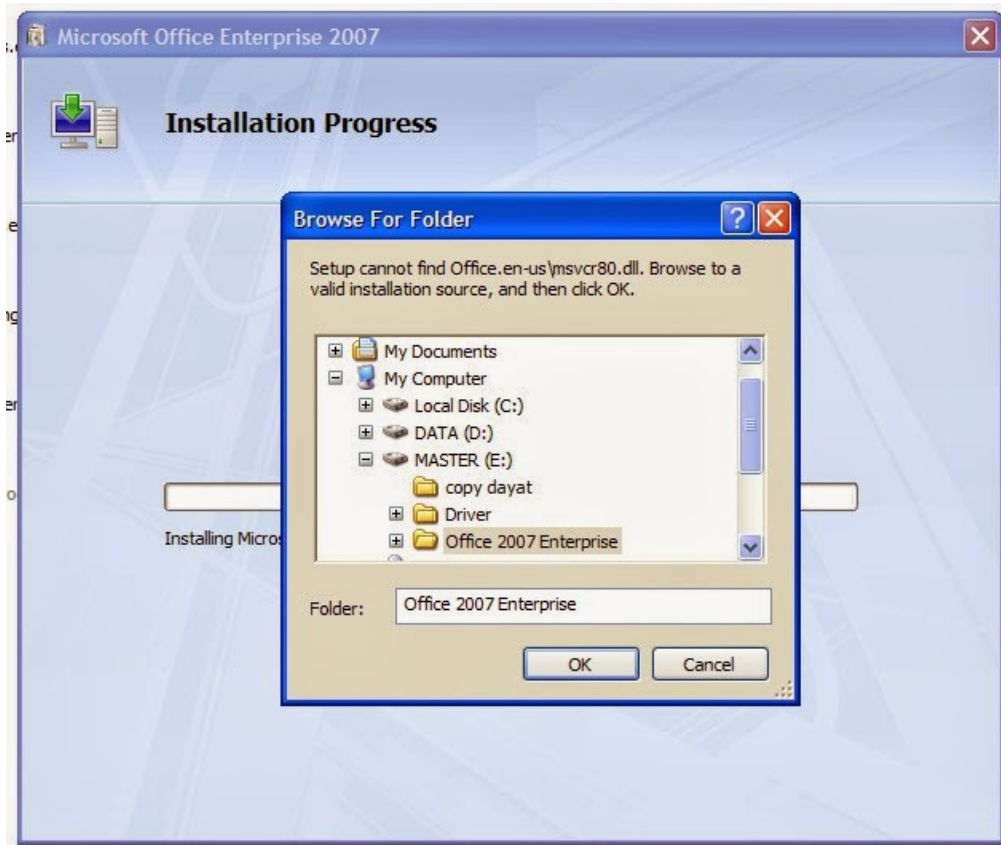 Microsoft Office Enterprise 2007
Installation Progress
Browse For Folder
Setup cannot find Office.en-us\msvcr80.dll. Browse to a
valid installation source, and then click OK.
My Documents
My Computer
Local Disk (C:)
DATA (D:)
MASTER (E:)
copy dayat
Driver
Office 2007 Enterprise
Installing Micros
Folder:
Office 2007 Enterprise
OK
Cancel